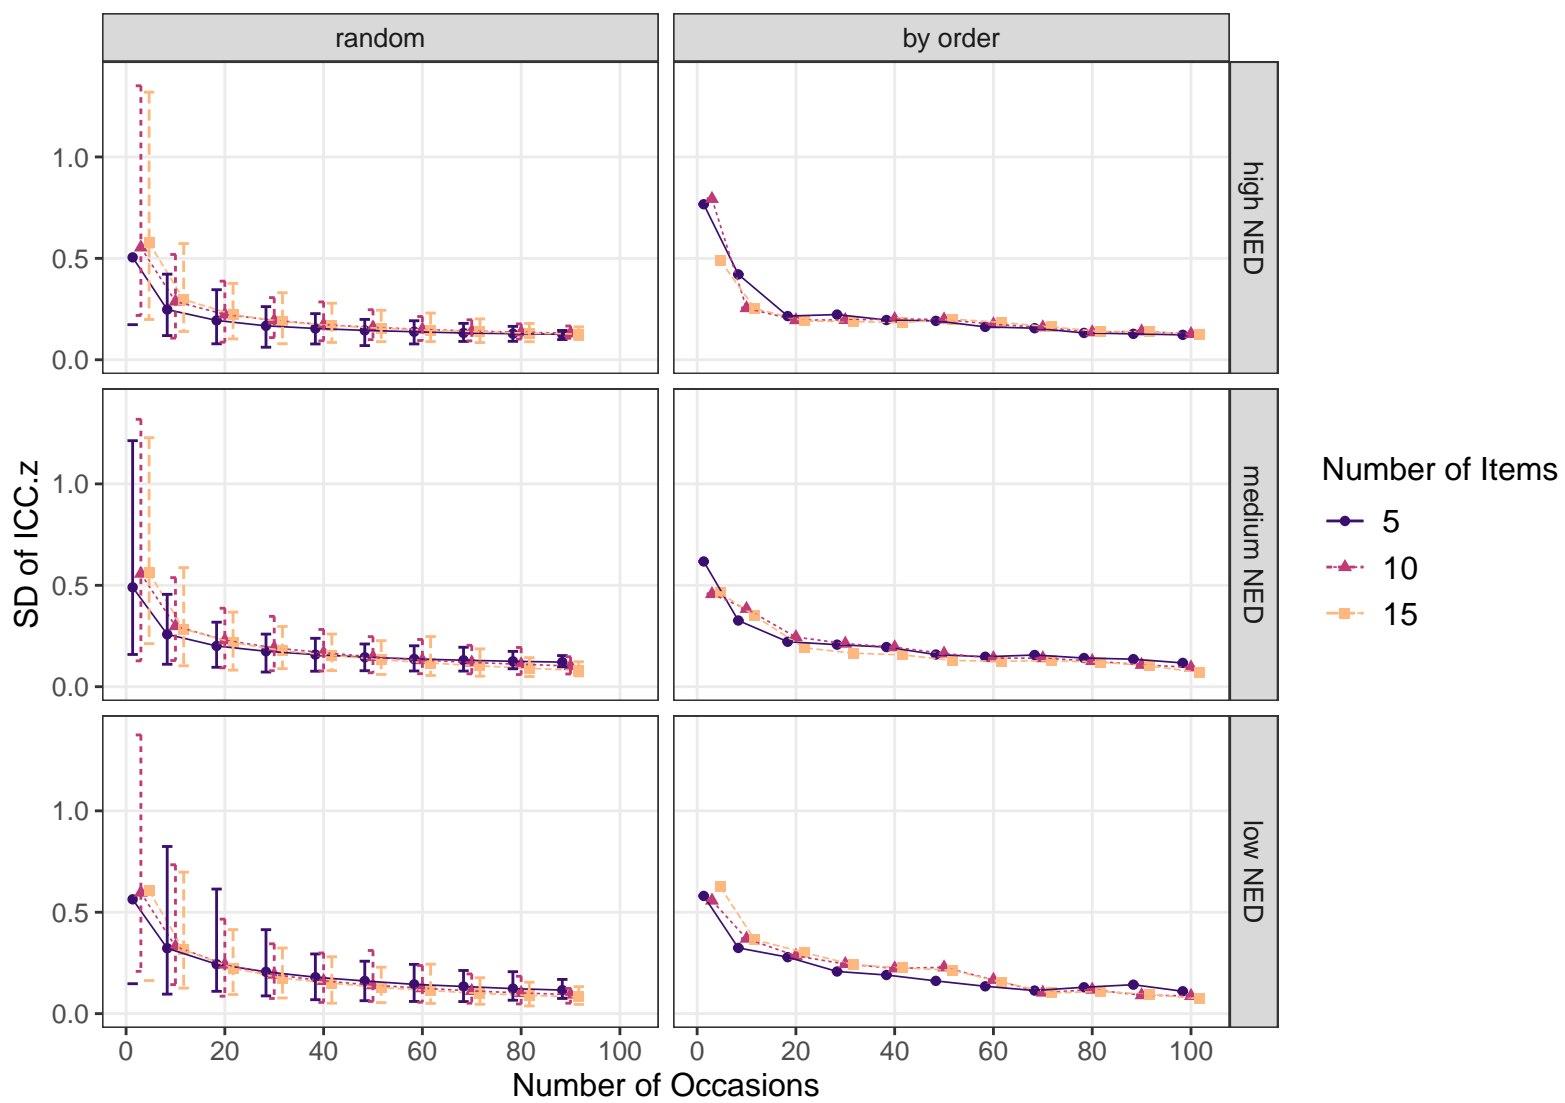 random
by order
1.0
0.5
0.0
high NED
1.0
0.5
0.0
medium NED
1.0
0.5
0.0
low NED
SD of ICC.z
0 20 40 60 80 100
0 20 40 60 80 100
Number of Occasions
Number of Items
5
10
15